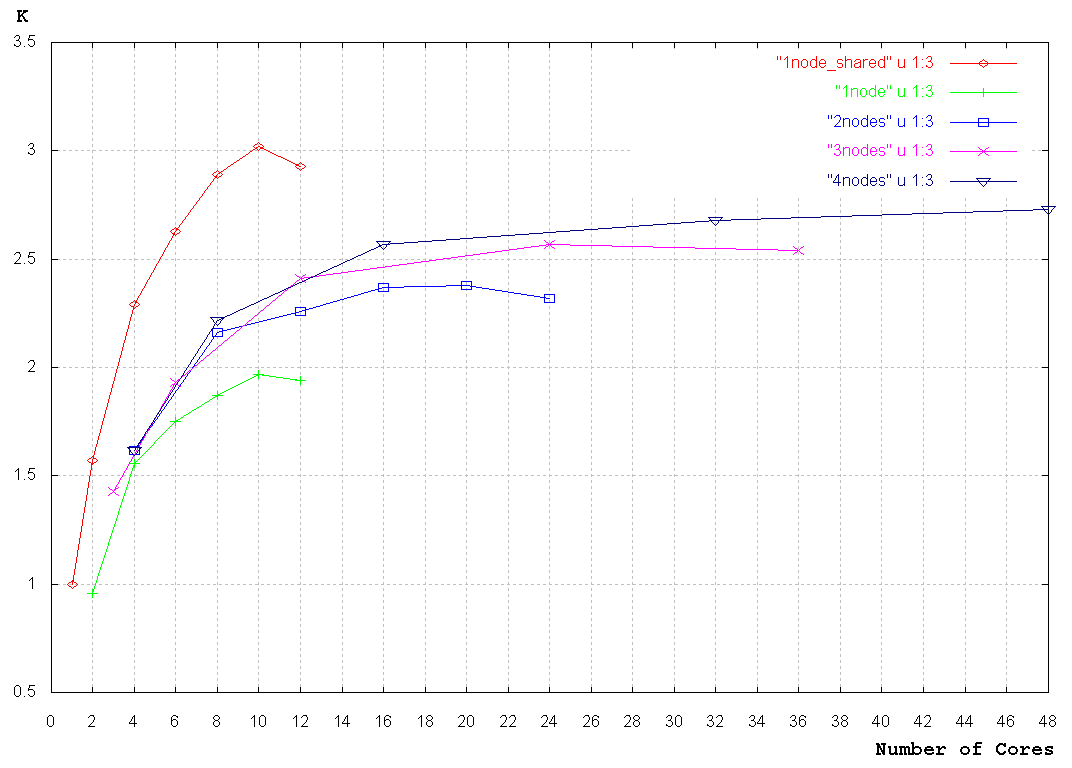 K
3.5
3
2.5
2
1.5
1
0.5
"1node_shared" u 1:3
"1node" u 1:3
"2nodes" u 1:3
"3nodes" u 1:3
"4nodes" u 1:3
0 2 4 6 8 10 12 14 16 18 20 22 24 26 28 30 32 34 36 38 40 42 44 46 48
Number of Cores